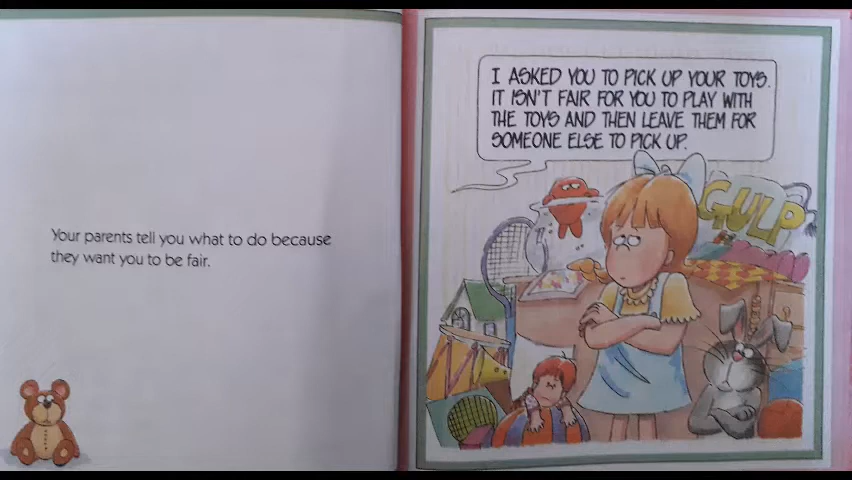 Your parents tell you what to do because
they want you to be fair.
I ASKED YOU TO PICK UP YOUR TOYS.
IT ISN'T FAIR FOR YOU TO PLAY WITH
THE TOYS AND THEN LEAVE THEM FOR
SOMEONE ELSE TO PICK UP.
GULP